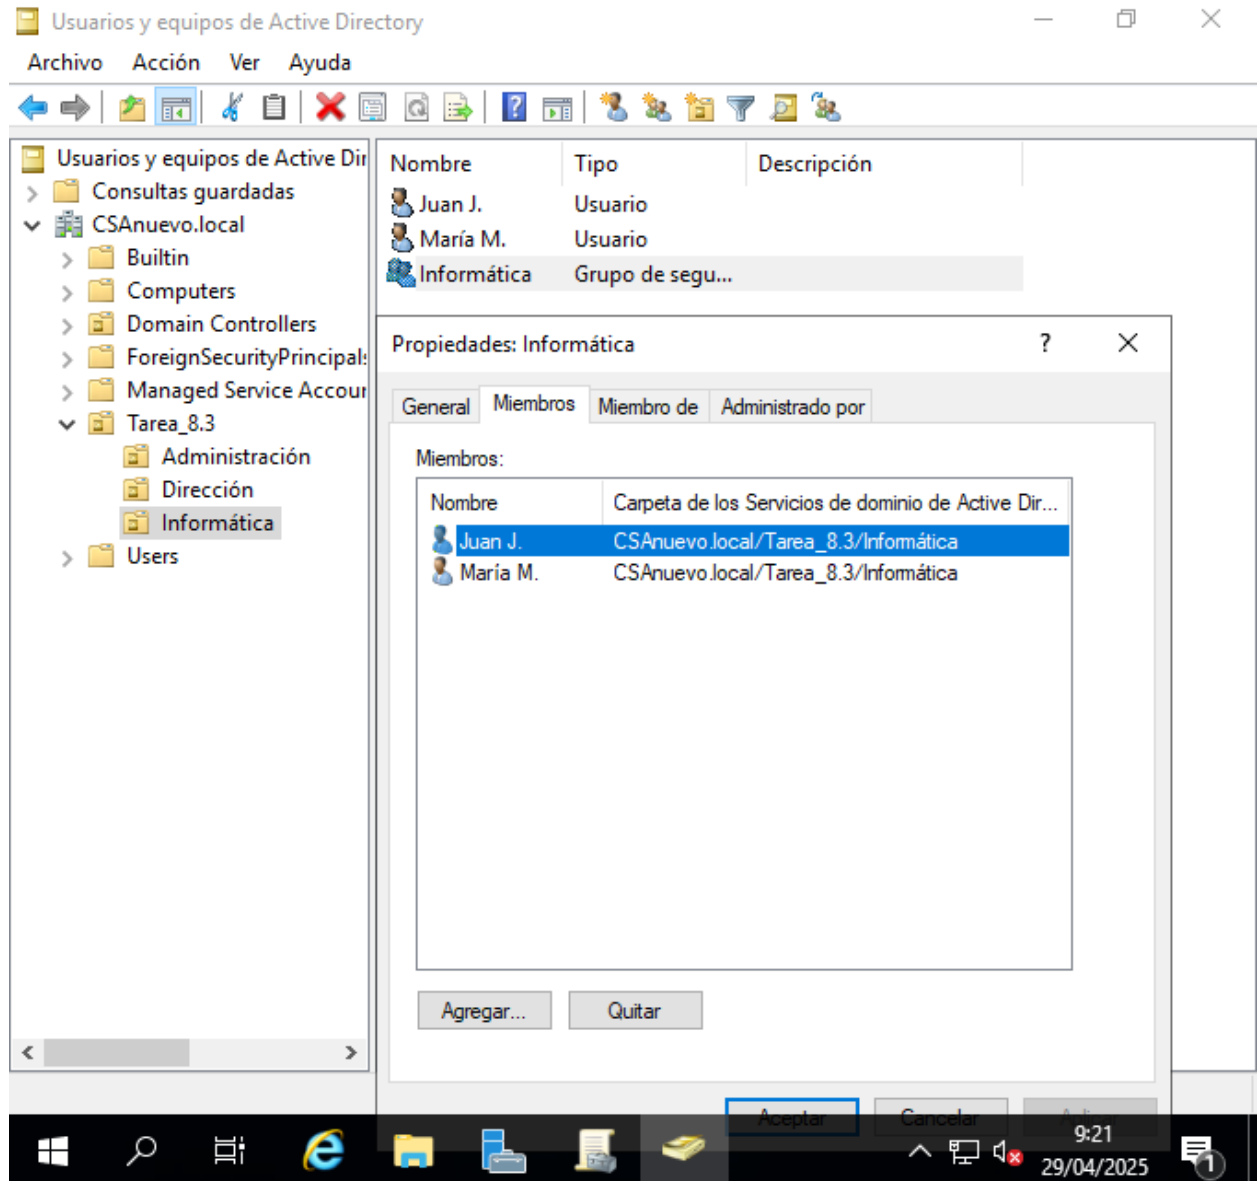 Usuarios y equipos de Active Directory
Archivo Acción Ver Ayuda
Usuarios y equipos de Active Dir
Consultas guardadas
CSAnuevo.local
Builtin
Computers
Domain Controllers
ForeignSecurityPrincipals
Managed Service Accour
Tarea_8.3
Administración
Dirección
Informática
Users
Nombre Tipo Descripción
Juan J. Usuario
María M. Usuario
Informática Grupo de segu...
Propiedades: Informática ?
General Miembros Miembro de Administrado por
Miembros:
Nombre Carpeta de los Servicios de dominio de Active Dir...
Juan J. CSAnuevo.local/Tarea_8.3/Informática
María M. CSAnuevo.local/Tarea_8.3/Informática
Agregar... Quitar
Aceptar Cancelar Aplicar
9:21
29/04/2025
1